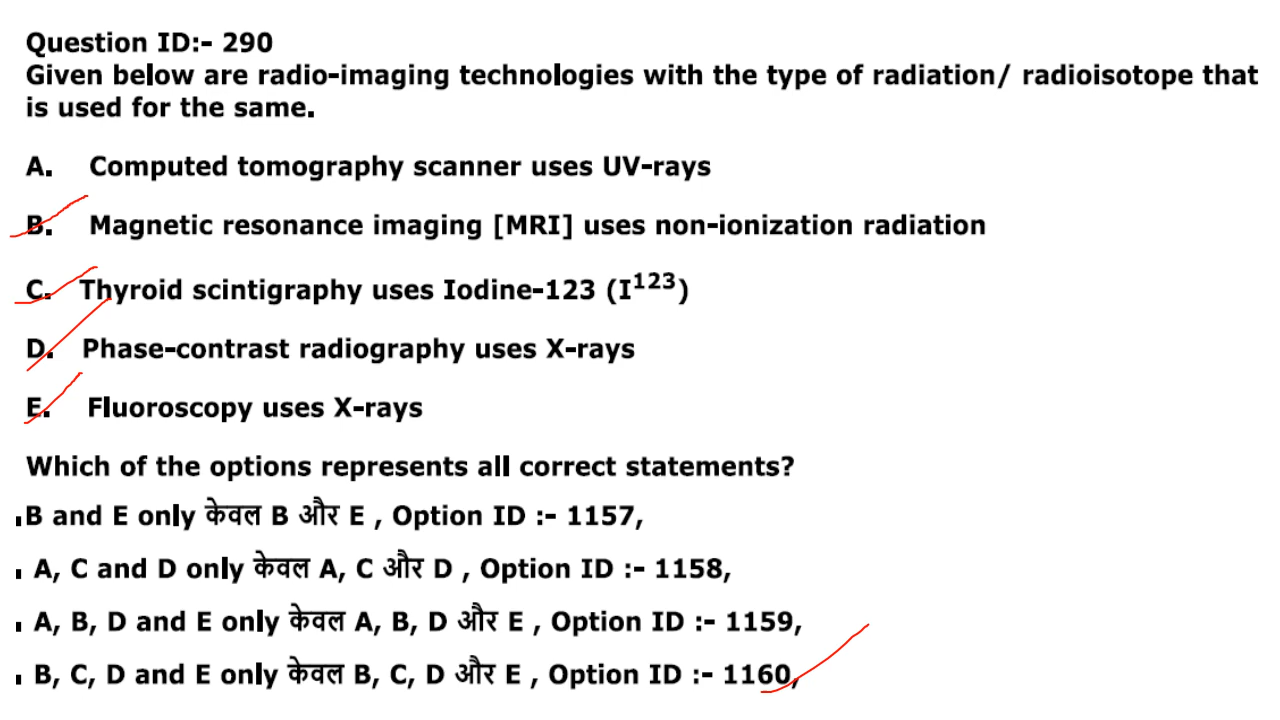 Question ID:- 290
Given below are radio-imaging technologies with the type of radiation/ radioisotope that
is used for the same.
A. Computed tomography scanner uses UV-rays
B. Magnetic resonance imaging [MRI] uses non-ionization radiation
C. Thyroid scintigraphy uses Iodine-123 (I¹²³)
D. Phase-contrast radiography uses X-rays
E. Fluoroscopy uses X-rays
Which of the options represents all correct statements?
B and E only केवल B और E , Option ID :- 1157,
A, C and D only केवल A, C और D , Option ID :- 1158,
A, B, D and E only केवल A, B, D और E , Option ID :- 1159,
B, C, D and E only केवल B, C, D और E , Option ID :- 1160,